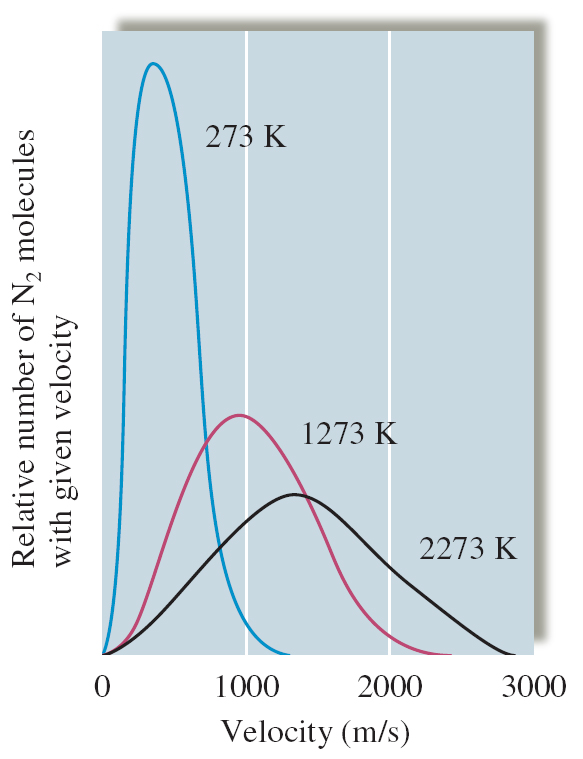 Relative number of N₂ molecules
with given velocity
273 K
1273 K
2273 K
0 1000 2000 3000
Velocity (m/s)